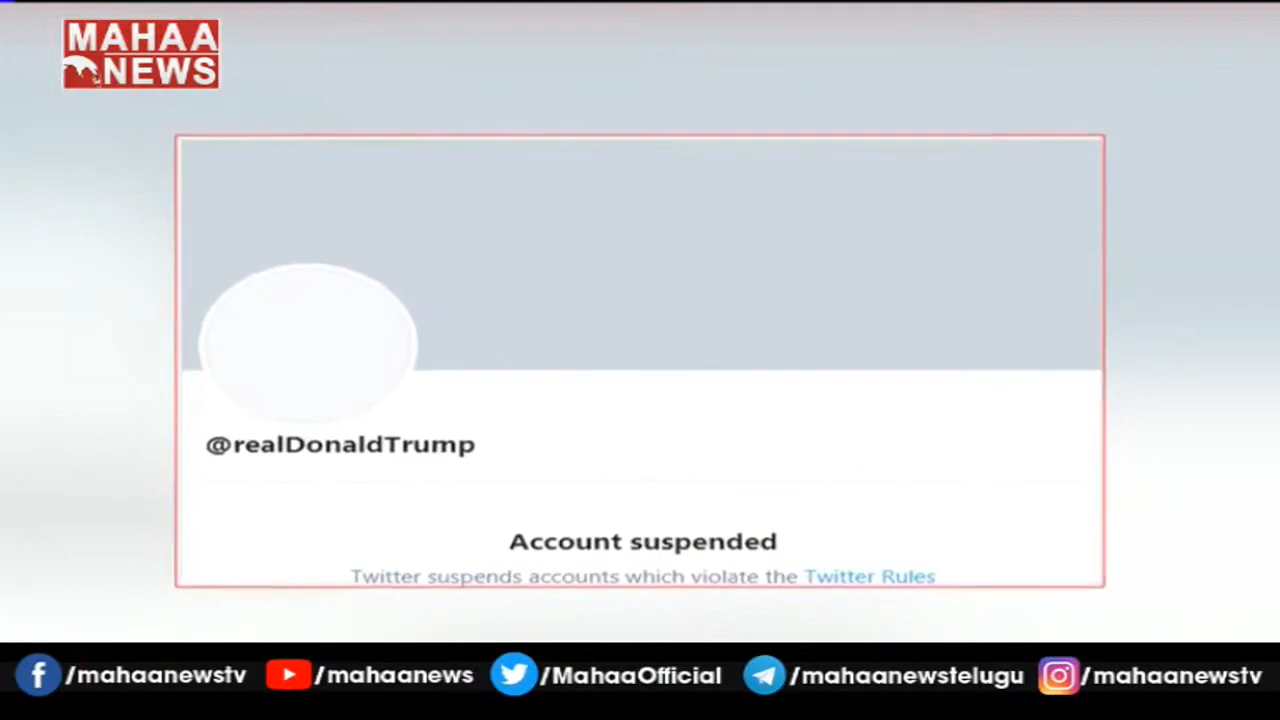 MAHAA
NEWS
@realDonaldTrump
Account suspended
Twitter suspends accounts which violate the Twitter Rules
/mahaanewstv /mahaanews /MahaaOfficial /mahaanewstelugu /mahaanewstv